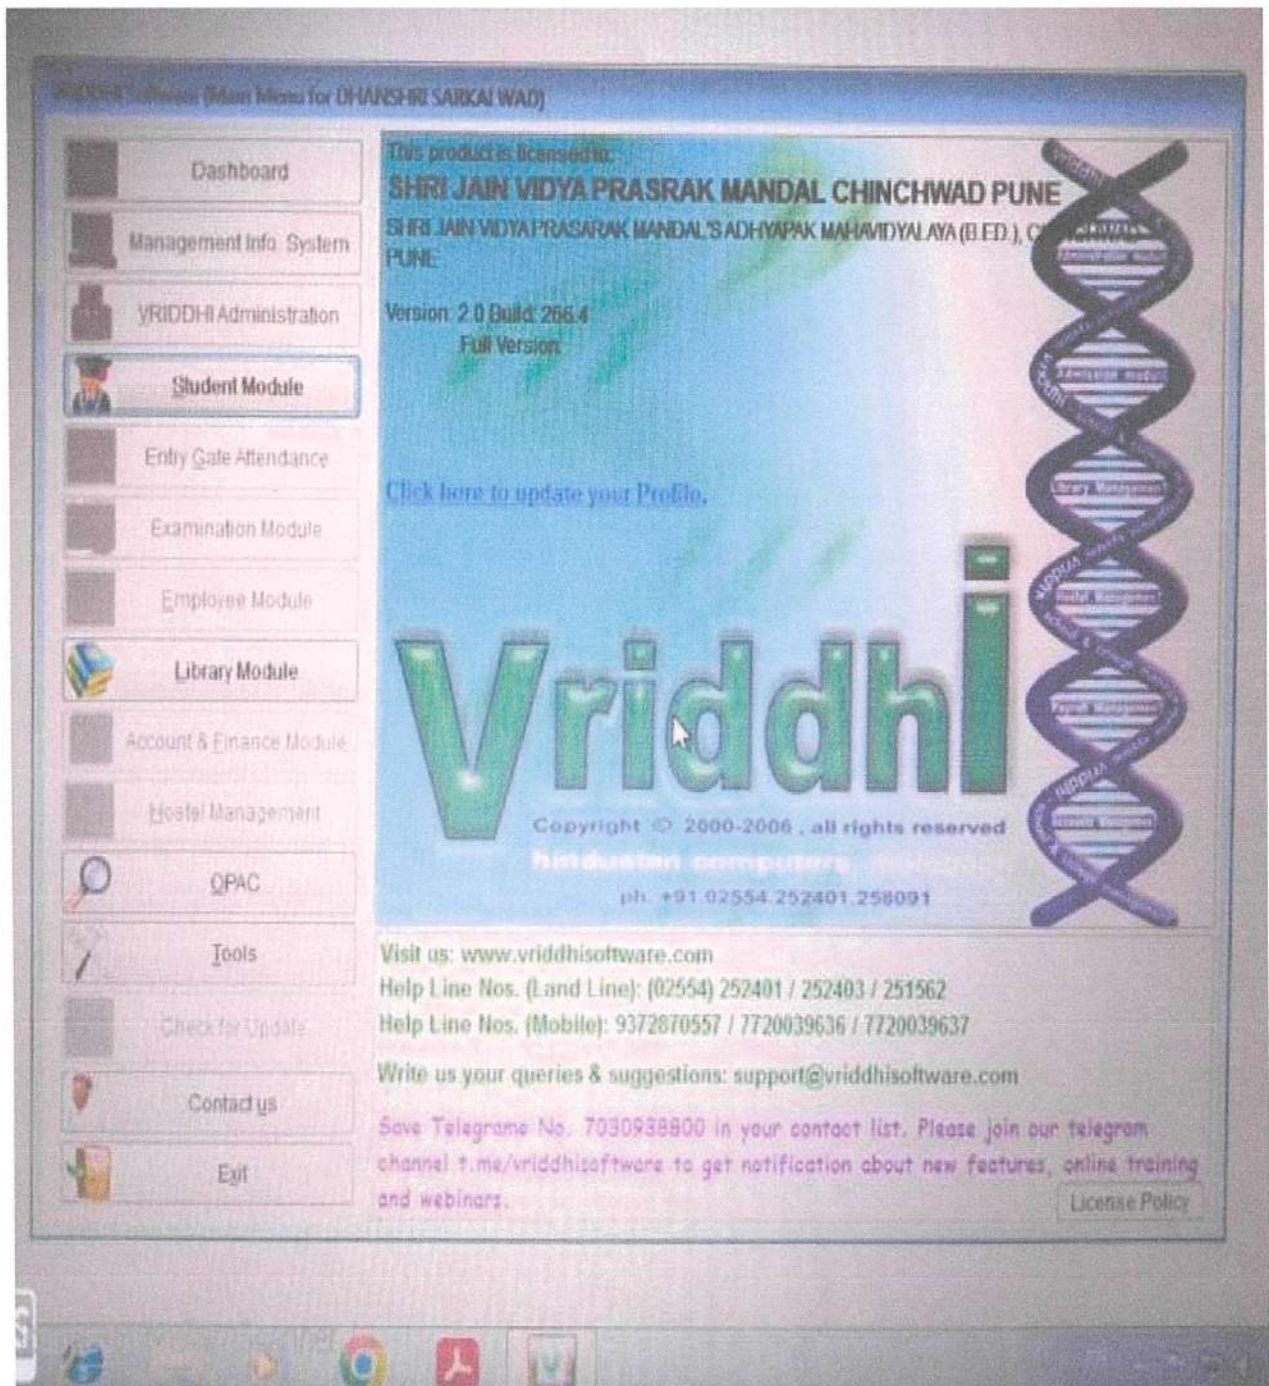 Software (Main Menu for DHANSHRI SARKALWAD)
Dashboard
Management Info. System
VRIDDHI Administration
Student Module
Entry Gate Attendance
Examination Module
Employee Module
Library Module
Account & Finance Module
Hostel Management
OPAC
Tools
Check for Update
Contact us
Exit
This product is licensed to:
SHRI JAIN VIDYA PRASRAK MANDAL CHINCHWAD PUNE
SHRI JAIN VIDYA PRASARAK MANDAL'S ADHYAPAK MAHAVIDYALAYA (B.ED.),
PUNE
Version: 2.0 Build: 266.4
Full Version
Click here to update your Profile.
Vriddhi
Copyright © 2000-2006, all rights reserved
hindustan computers
ph. +91.02554.252401.258091
Library Management
Visit us: www.vriddhisoftware.com
Help Line Nos. (Land Line): (02554) 252401 / 252403 / 251562
Help Line Nos. (Mobile): 9372870557 / 7720039636 / 7720039637
Write us your queries & suggestions: support@vriddhisoftware.com
Save Telegrame No. 7030938800 in your contact list. Please join our telegram
channel t.me/vriddhisoftware to get notification about new features, online training
and webinars.
License Policy